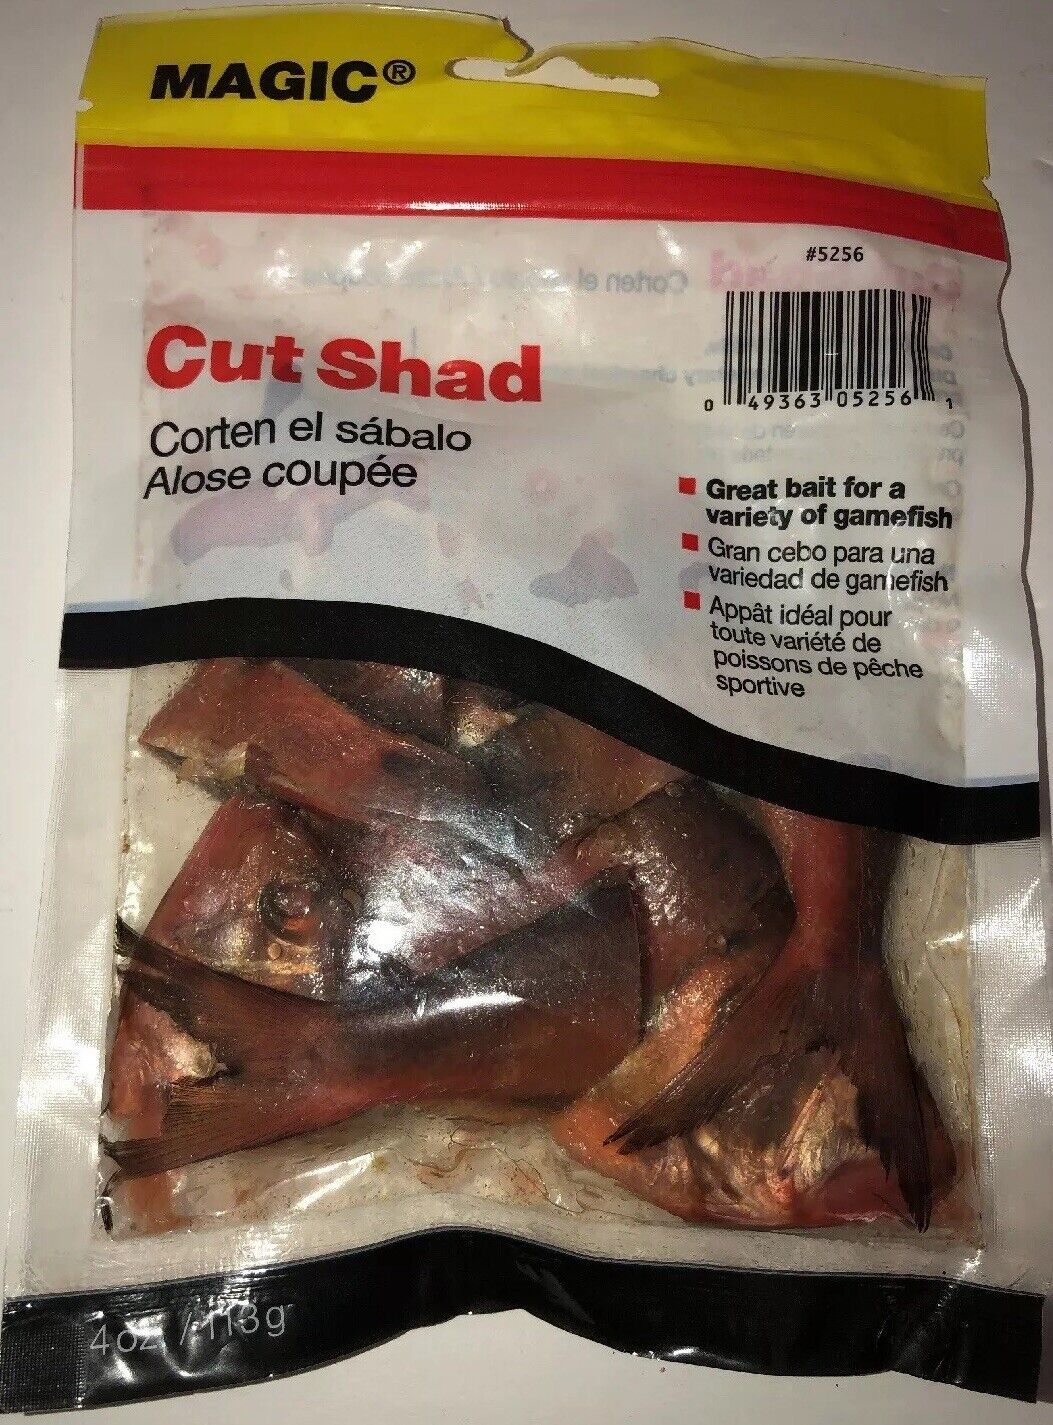 MAGIC®
#5256
0 49363 05256 1
Cut Shad
Corten el sábalo
Alose coupée
Great bait for a
variety of gamefish
Gran cebo para una
variedad de gamefish
Appât idéal pour
toute variété de
poissons de pêche
sportive
4oz. / 113g